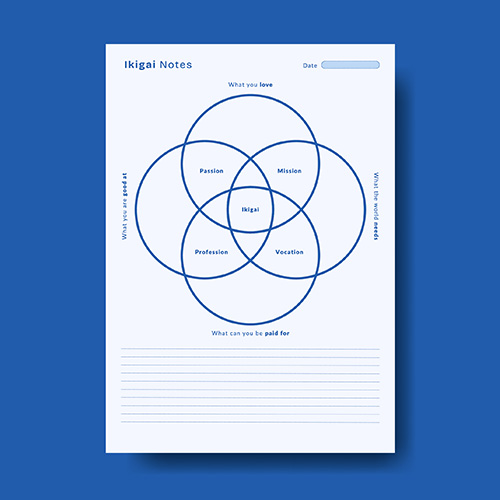 Ikigai Notes
Date
What you love
Passion
Mission
What you are good at
Ikigai
What the world needs
Profession
Vocation
What can you be paid for